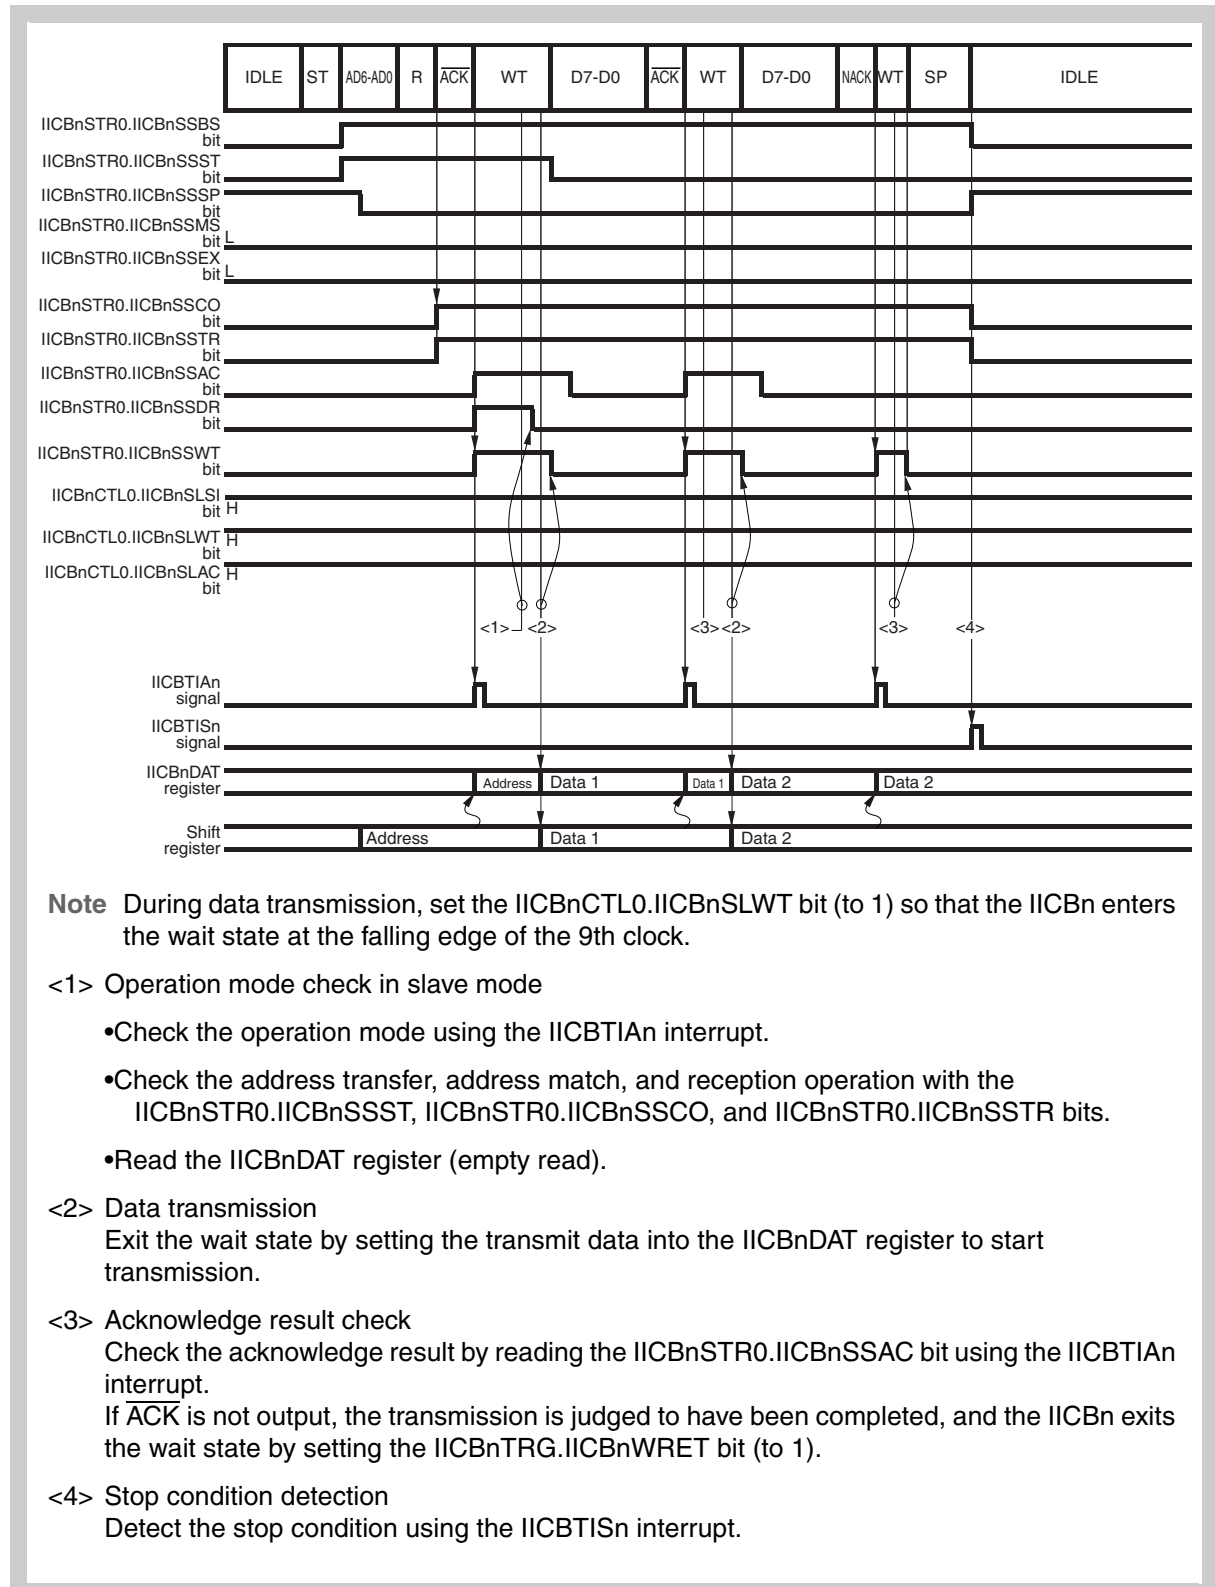 IDLE ST AD6-AD0 R ACK WT D7-D0 ACK WT D7-D0 NACK WT SP IDLE
IICBnSTR0.IICBnSSBS
bit
IICBnSTR0.IICBnSSST
bit
IICBnSTR0.IICBnSSSP
bit
IICBnSTR0.IICBnSSMS
bit L
IICBnSTR0.IICBnSSEX
bit L
IICBnSTR0.IICBnSSCO
bit
IICBnSTR0.IICBnSSTR
bit
IICBnSTR0.IICBnSSAC
bit
IICBnSTR0.IICBnSSDR
bit
IICBnSTR0.IICBnSSWT
bit
IICBnCTL0.IICBnSLSI
bit H
IICBnCTL0.IICBnSLWT H
bit
IICBnCTL0.IICBnSLAC H
bit
<1> <2> <3> <2> <3> <4>
IICBTIAn
signal
IICBTISn
signal
IICBnDAT
register Address Data 1 Data 1 Data 2 Data 2
Shift
register Address Data 1 Data 2
Note During data transmission, set the IICBnCTL0.IICBnSLWT bit (to 1) so that the IICBn enters
the wait state at the falling edge of the 9th clock.
<1> Operation mode check in slave mode
•Check the operation mode using the IICBTIAn interrupt.
•Check the address transfer, address match, and reception operation with the
IICBnSTR0.IICBnSSST, IICBnSTR0.IICBnSSCO, and IICBnSTR0.IICBnSSTR bits.
•Read the IICBnDAT register (empty read).
<2> Data transmission
Exit the wait state by setting the transmit data into the IICBnDAT register to start
transmission.
<3> Acknowledge result check
Check the acknowledge result by reading the IICBnSTR0.IICBnSSAC bit using the IICBTIAn
interrupt.
If ACK is not output, the transmission is judged to have been completed, and the IICBn exits
the wait state by setting the IICBnTRG.IICBnWRET bit (to 1).
<4> Stop condition detection
Detect the stop condition using the IICBTISn interrupt.